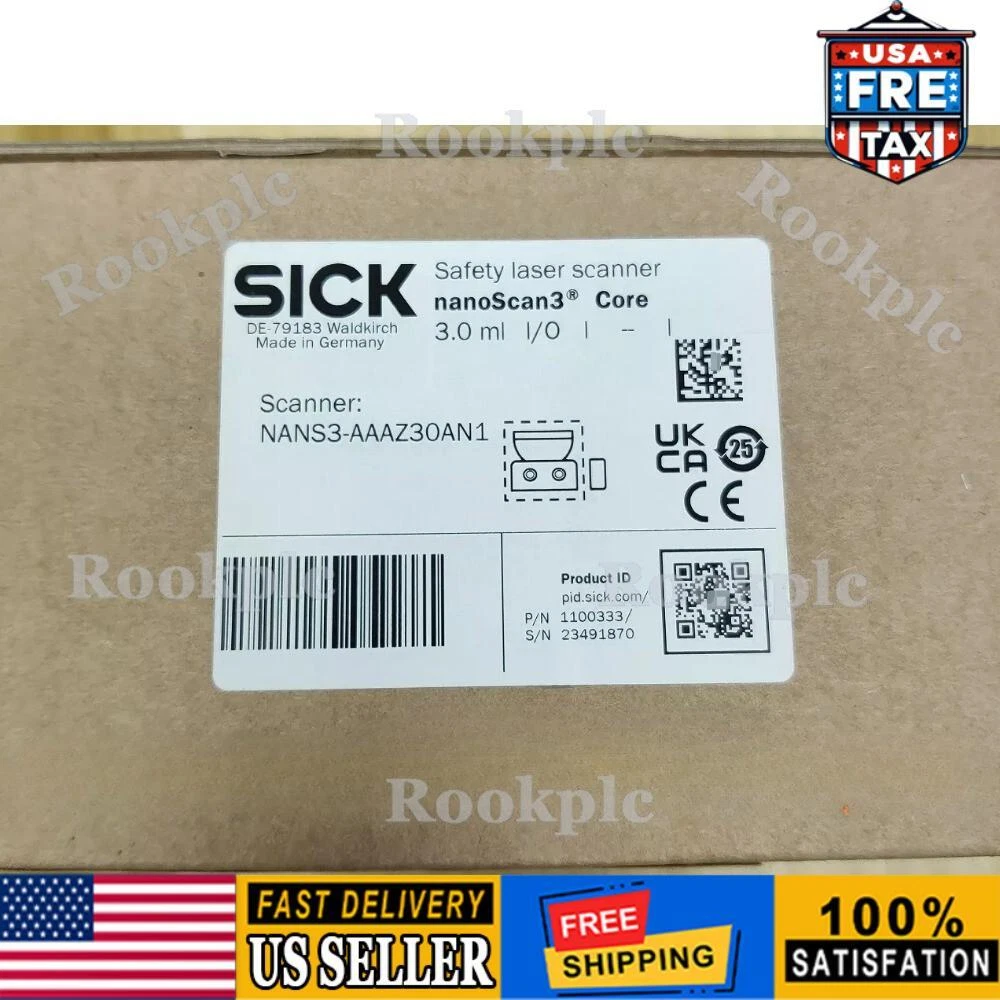 USA
FRE
TAX
Rookplc
Rookplc
Rookplc
SICK
DE-79183 Waldkirch
Made in Germany
Safety laser scanner
nanoScan3® Core
3.0 ml I/O | -- |
Scanner:
NANS3-AAAZ30AN1
UK
CA
25
CE
Rookplc
Rookplc
Product ID
pid.sick.com/
P/N 1100333/
S/N 23491870
Rookplc
FAST DELIVERY
US SELLER
FREE
SHIPPING
100%
SATISFATION